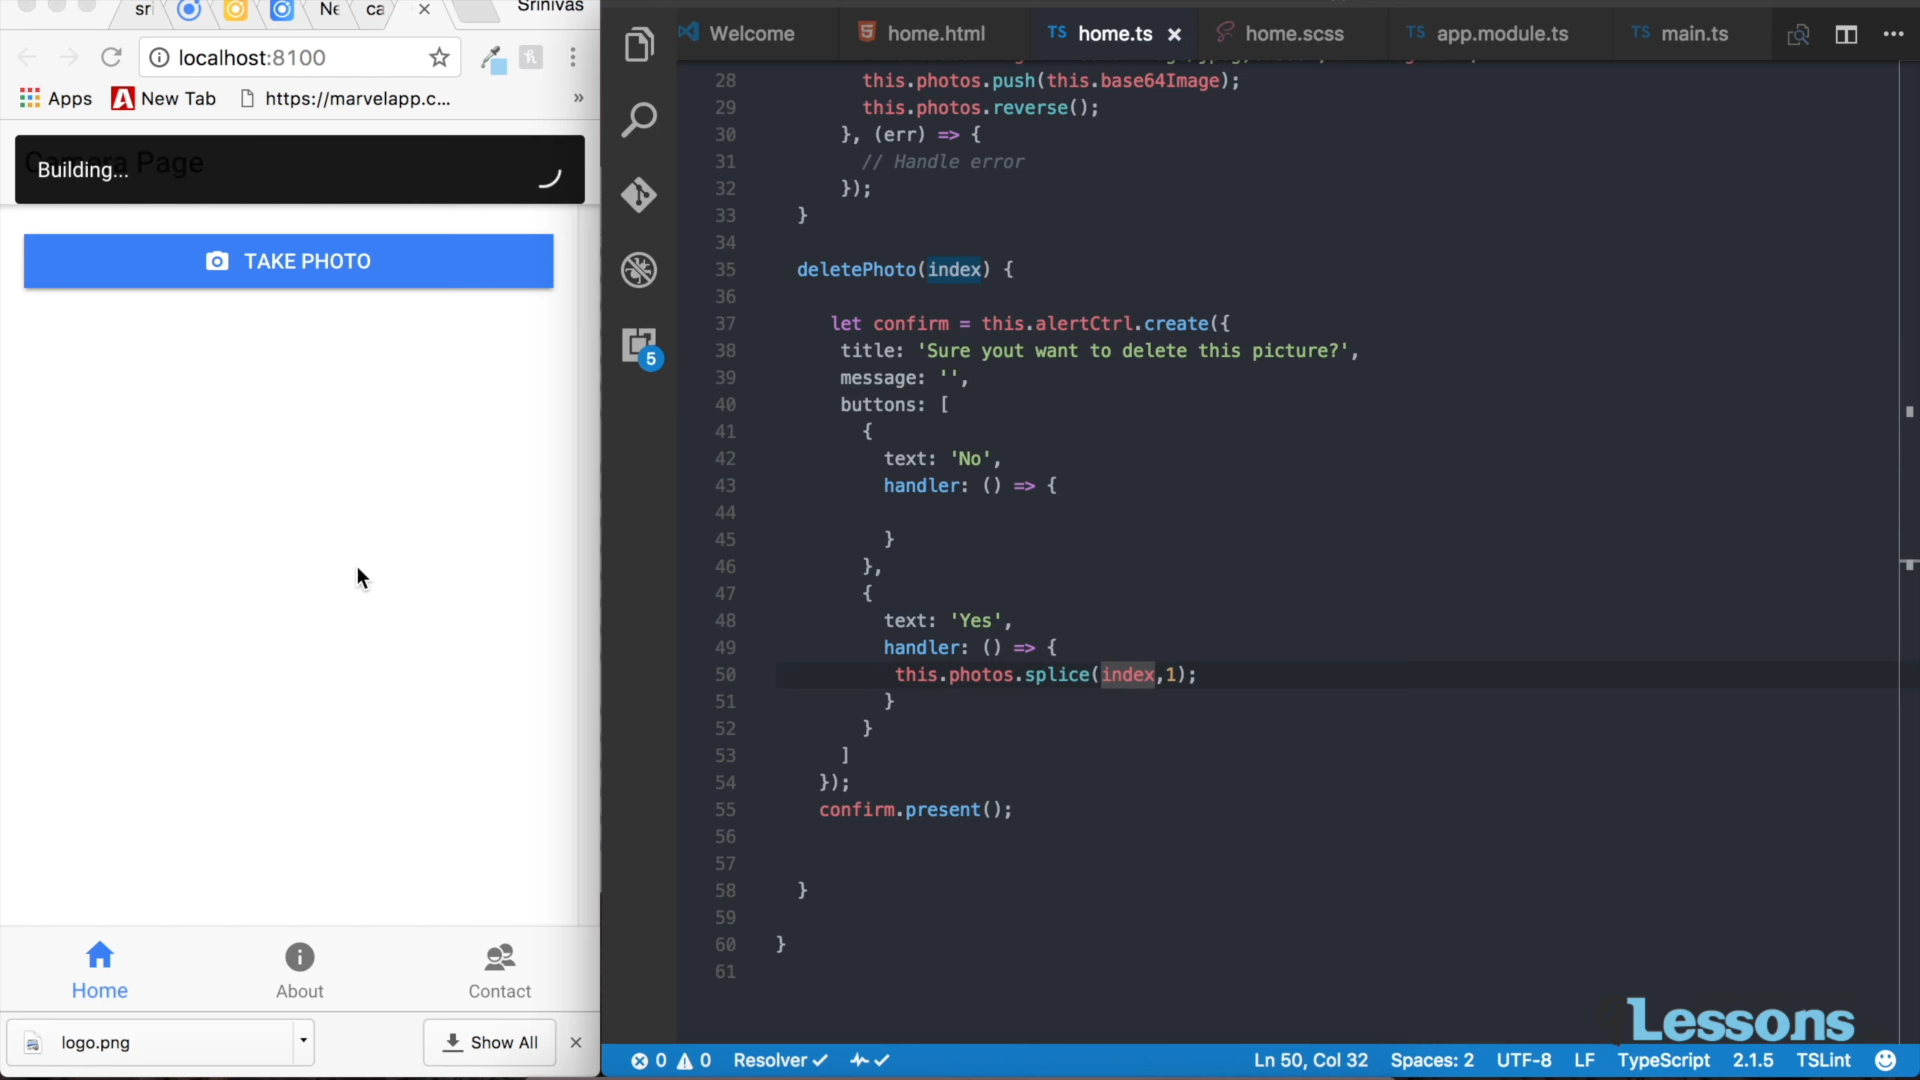 sri
Ne
ca
Srinivas
localhost:8100
Apps
New Tab
https://marvelapp.c...
»
Camera Page
Building...
TAKE PHOTO
Home
About
Contact
logo.png
Show All
5
Welcome
home.html
TS home.ts
home.scss
TS app.module.ts
TS main.ts
28 this.photos.push(this.base64Image);
29 this.photos.reverse();
30 }, (err) => {
31 // Handle error
32 });
33 }
34
35 deletePhoto(index) {
36
37 let confirm = this.alertCtrl.create({
38 title: 'Sure yout want to delete this picture?',
39 message: '',
40 buttons: [
41 {
42 text: 'No',
43 handler: () => {
44
45 }
46 },
47 {
48 text: 'Yes',
49 handler: () => {
50 this.photos.splice(index,1);
51 }
52 }
53 ]
54 });
55 confirm.present();
56
57
58 }
59
60 }
61
Lessons
0 0 Resolver Ln 50, Col 32 Spaces: 2 UTF-8 LF TypeScript 2.1.5 TSLint